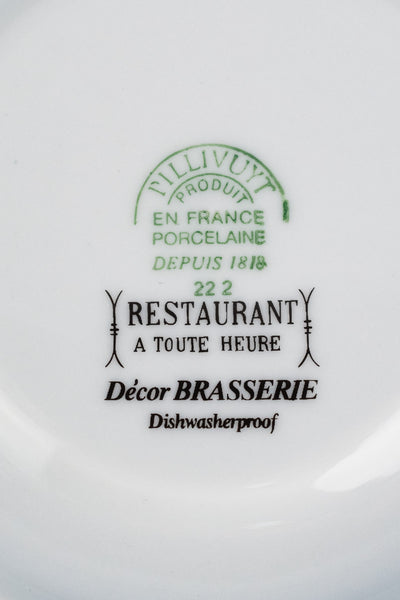 PILLIVUYT
PRODUIT
EN FRANCE
PORCELAINE
DEPUIS 1818
22 2
RESTAURANT
A TOUTE HEURE
Décor BRASSERIE
Dishwasherproof